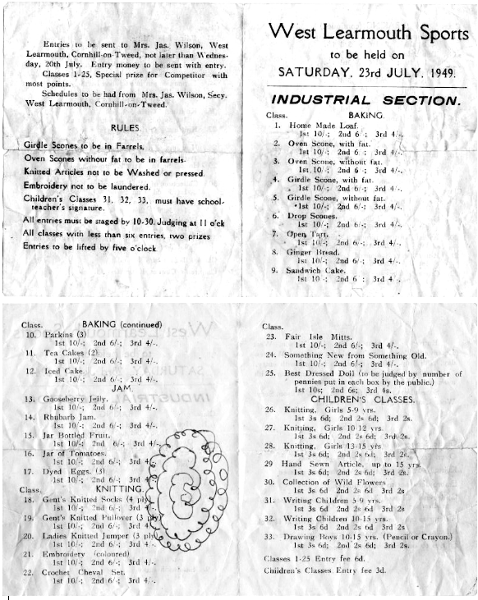 Entries to be sent to Mrs. Jas. Wilson, West
Learmouth, Cornhill-on-Tweed, not later than Wednes-
day, 20th July. Entry money to be sent with entry.
Classes 1-25, Special prize for Competitor with
most points.
Schedules to be had from Mrs. Jas. Wilson, Secy.
West Learmouth, Cornhill-on-Tweed.
RULES
Girdle Scones to be in Farrels.
Oven Scones without fat to be in farrels.
Knitted Articles not to be Washed or pressed
Embroidery not to be laundered.
Children's Classes 31, 32, 33, must have school-
teacher's signature.
All entries must be staged by 10-30. Judging at 11 o'ck
All classes with less than six entries, two prizes
Entries to be lifted by five o'clock
West Learmouth Sports
to be held on
SATURDAY, 23rd JULY, 1949.
INDUSTRIAL SECTION.
Class. BAKING.
1. Home Made Loaf.
1st 10/-; 2nd 6/-; 3rd 4/-.
2. Oven Scone, with fat.
1st 10/-; 2nd 6/-; 3rd 4/-.
3. Oven Scone, without fat.
1st 10/-; 2nd 6/-; 3rd 4/-.
4. Girdle Scone, with fat.
1st 10/-; 2nd 6/-; 3rd 4/-.
5. Girdle Scone, without fat.
1st 10/-; 2nd 6/-; 3rd 4/-.
6. Drop Scones.
1st 10/-; 2nd 6/-; 3rd 4/-.
7. Open Tart.
1st 10/-; 2nd 6/-; 3rd 4/-.
8. Ginger Bread.
1st 10/-; 2nd 6/-; 3rd 4/-.
9. Sandwich Cake.
1st 10/-; 2nd 6/-; 3rd 4/-.
Class. BAKING (continued)
10. Parkins (3)
1st 10/-; 2nd 6/-; 3rd 4/-.
11. Tea Cakes (2)
1st 10/-; 2nd 6/-; 3rd 4/-.
12. Iced Cake.
1st 10/-; 2nd 6/-; 3rd 4/-.
JAM
13. Gooseberry Jelly.
1st 10/-; 2nd 6/-; 3rd 4/-.
14. Rhubarb Jam.
1st 10/-; 2nd 6/-; 3rd 4/-.
15. Jar Bottled Fruit.
1st 10/-; 2nd 6/-; 3rd 4/-.
16. Jar of Tomatoes.
1st 10/-; 2nd 6/-; 3rd 4/-.
17. Dyed Eggs. (3)
1st 10/-; 2nd 6/-; 3rd 4/-.
Class. KNITTING.
18. Gent's Knitted Socks (4 ply)
1st 10/-; 2nd 6/-; 3rd 4/-.
19. Gent's Knitted Pullover (3 ply)
1st 10/-; 2nd 6/-; 3rd 4/-.
20. Ladies Knitted Jumper (3 ply)
1st 10/-; 2nd 6/-; 3rd 4/-.
21. Embroidery (coloured)
1st 10/-; 2nd 6/-; 3rd 4/-.
22. Crochet Cheval Set.
1st 10/-; 2nd 6/-; 3rd 4/-.
Class.
23. Fair Isle Mitts.
1st 10/-; 2nd 6/-; 3rd 4/-.
24. Something New from Something Old.
1st 10/-; 2nd 6/-; 3rd 4/-.
25. Best Dressed Doll (to be judged by number of
pennies put in each box by the public.)
1st 10s; 2nd 6s; 3rd 4s.
CHILDREN'S CLASSES.
26. Knitting, Girls 5-9 yrs.
1st 3s 6d; 2nd 2s 6d; 3rd 2s.
27. Knitting, Girls 10-12 yrs.
1st 3s 6d; 2nd 2s 6d; 3rd 2s.
28. Knitting, Girls 13-15 yrs.
1st 3s 6d; 2nd 2s 6d; 3rd 2s.
29 Hand Sewn Article, up to 15 yrs.
1st 3s 6d; 2nd 2s 6d; 3rd 2s.
30. Collection of Wild Flowers
1st 3s 6d 2nd 2s 6d 3rd 2s
31. Writing Children 5-9 yrs.
1st 3s 6d 2nd 2s 6d 3rd 2s
32. Writing Children 10-15 yrs.
1st 3s 6d 2nd 2s 6d 3rd 2s
33. Drawing Boys 10-15 yrs. (Pencil or Crayon.)
1st 3s 6d; 2nd 2s 6d; 3rd 2s.
Classes 1-25 Entry fee 6d.
Children's Classes Entry fee 3d.